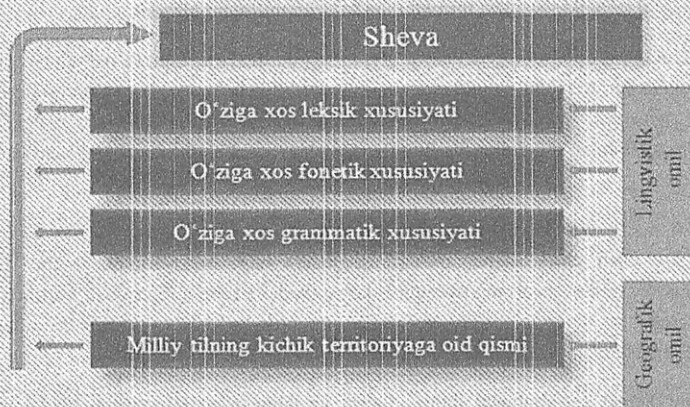 Sheva
O‘ziga xos leksik xususiyati
O‘ziga xos fonetik xususiyati
O‘ziga xos grammatik xususiyati
Lingvistik
omil
Milliy tilning kichik territoriyaga oid qismi
Geografik
omil